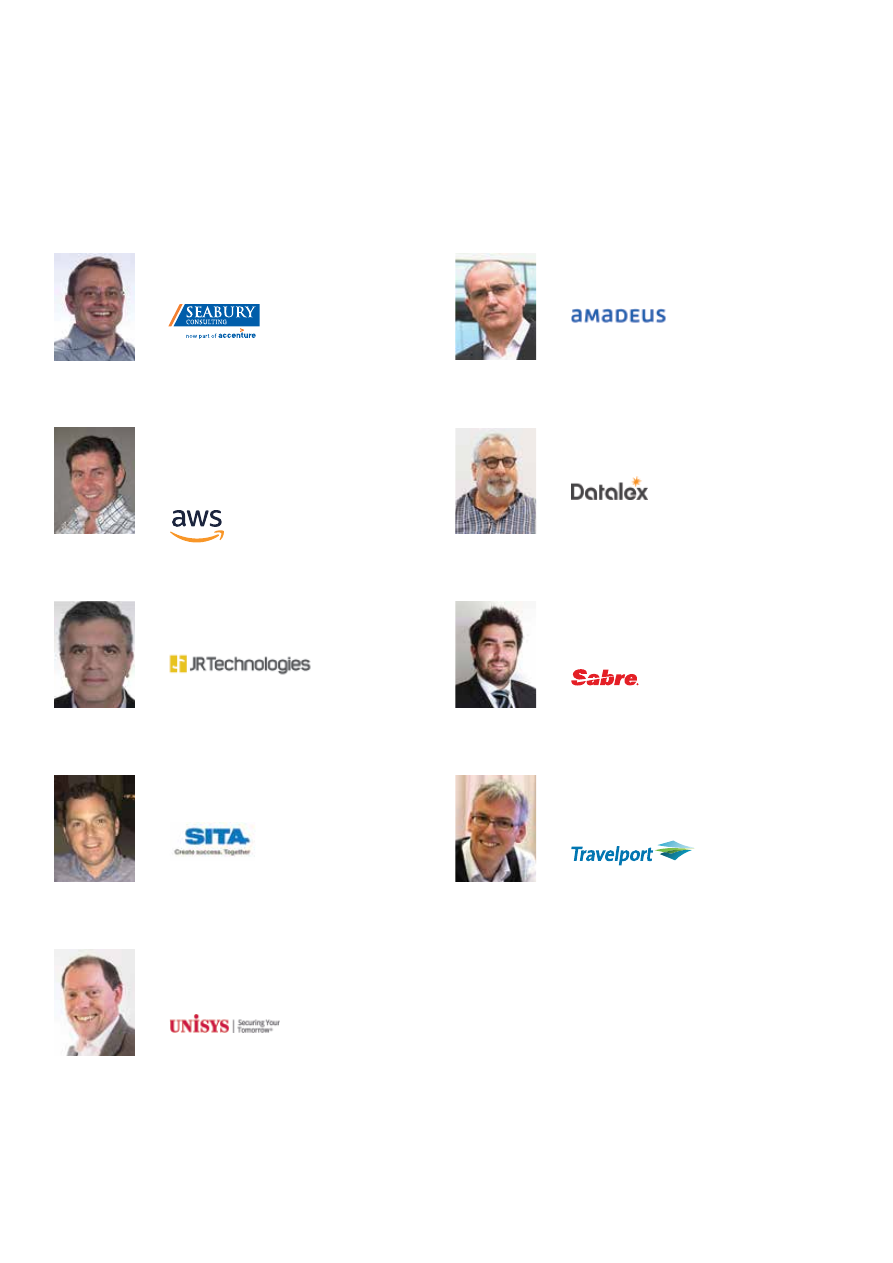 SEABURY
CONSULTING
now part of accenture
amadeus
aws
Datalex
JRTechnologies
Sabre
SITA
Create success. Together
Travelport
UNISYS | Securing Your
Tomorrow®